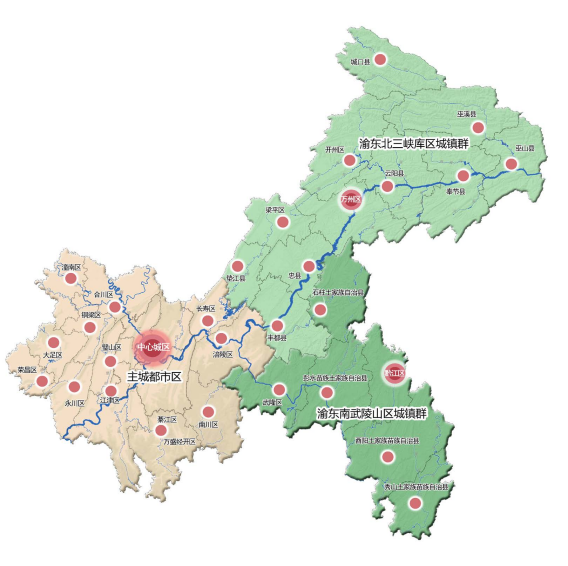 城口县
巫溪县
渝东北三峡库区城镇群
开州区
巫山县
云阳县
奉节县
万州区
梁平区
潼南区
忠县
垫江县
合川区
石柱土家族自治县
长寿区
铜梁区
丰都县
璧山区
中心城区
大足区
涪陵区
荣昌区
主城都市区
彭水苗族土家族自治县
黔江区
永川区
江津区
武隆区
渝东南武陵山区城镇群
綦江区
南川区
万盛经开区
酉阳土家族苗族自治县
秀山土家族苗族自治县